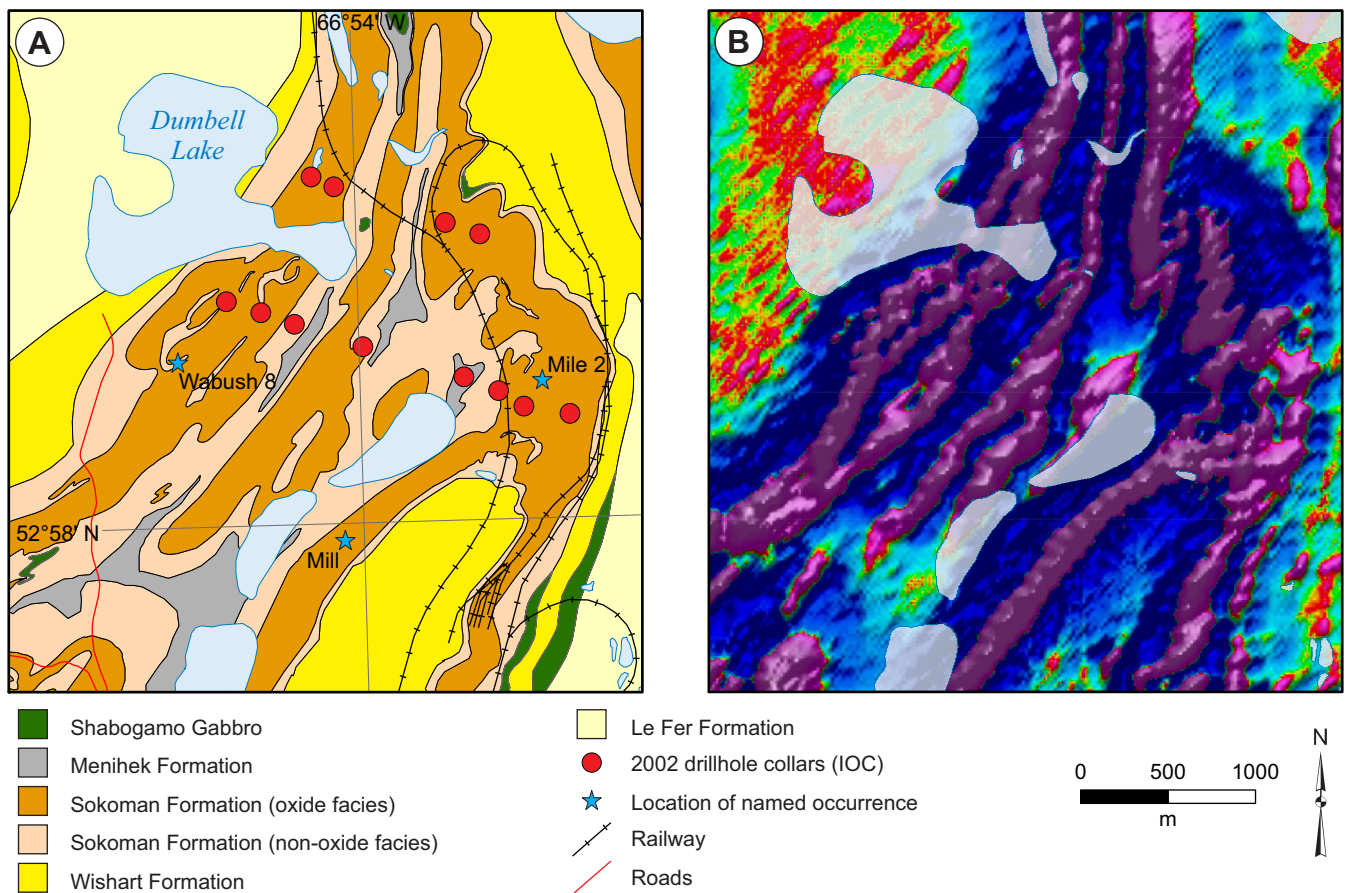 A
66°54' W
B
Dumbell
Lake
Wabush 8
Mile 2
52°58' N
Mill
Shabogamo Gabbro
Menihek Formation
Sokoman Formation (oxide facies)
Sokoman Formation (non-oxide facies)
Wishart Formation
Le Fer Formation
2002 drillhole collars (IOC)
Location of named occurrence
Railway
Roads
0 500 1000
m
N